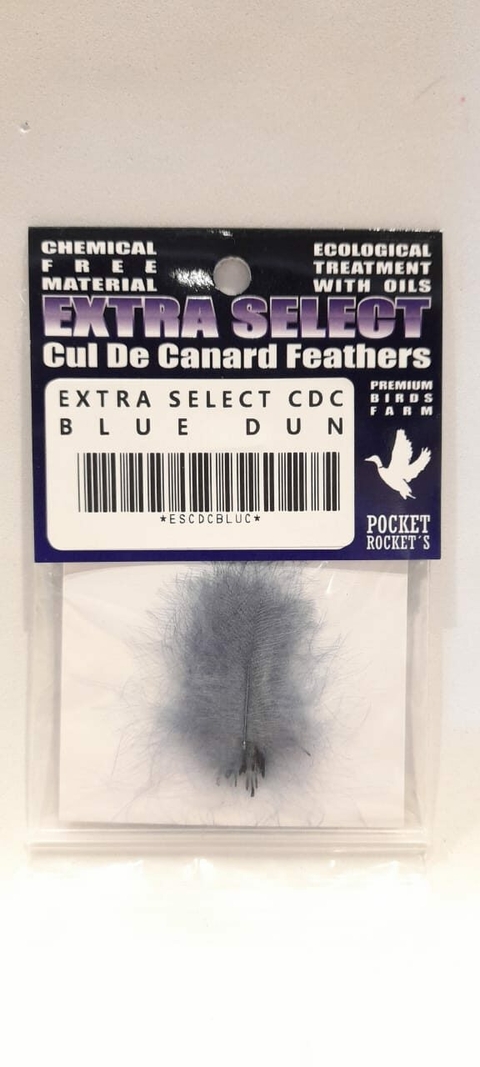 CHEMICAL
FREE
MATERIAL
ECOLOGICAL
TREATMENT
WITH OILS
EXTRA SELECT
Cul De Canard Feathers
EXTRA SELECT CDC
BLUE DUN
*ESCDCBLUC*
PREMIUM
BIRDS
FARM
POCKET
ROCKET´S